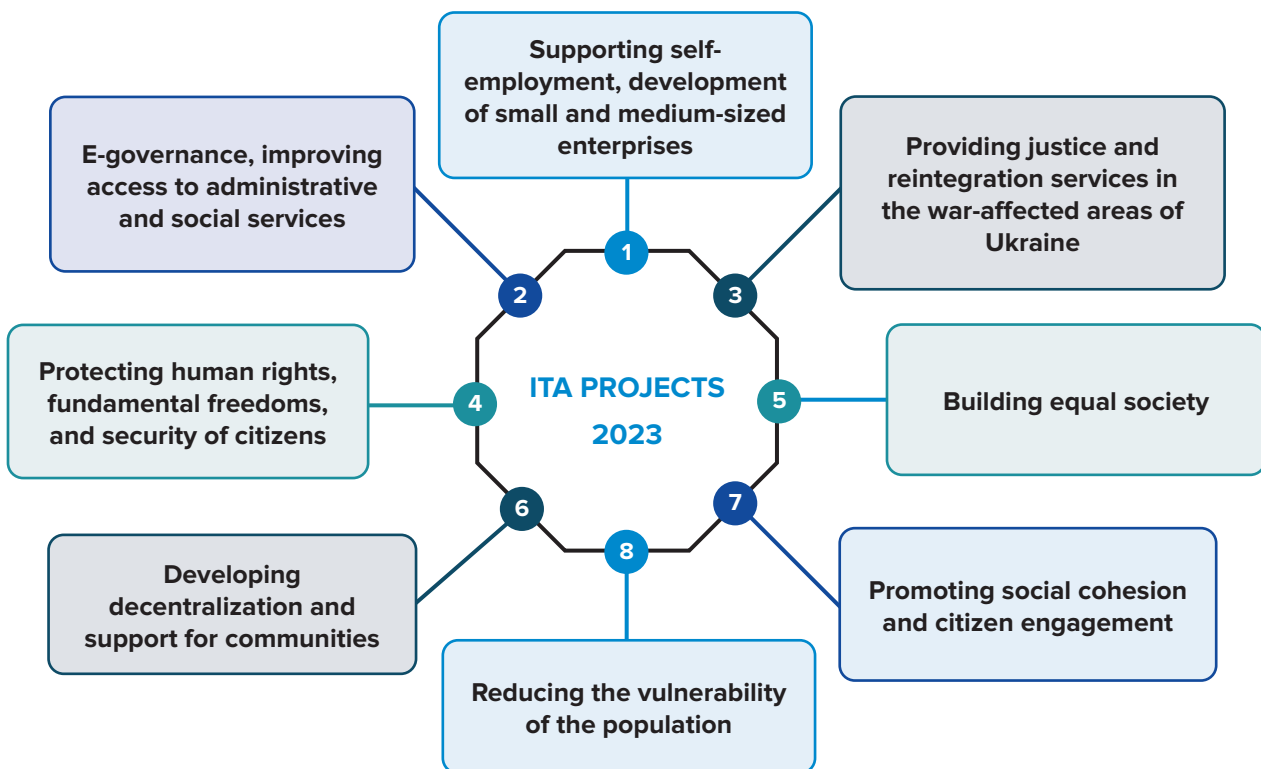 Supporting self-
employment, development
of small and medium-sized
enterprises
1
E-governance, improving
access to administrative
and social services
2
Providing justice and
reintegration services in
the war-affected areas of
Ukraine
3
Protecting human rights,
fundamental freedoms,
and security of citizens
4
ITA PROJECTS
2023
5
Building equal society
6
Developing
decentralization and
support for communities
7
Promoting social cohesion
and citizen engagement
8
Reducing the vulnerability
of the population